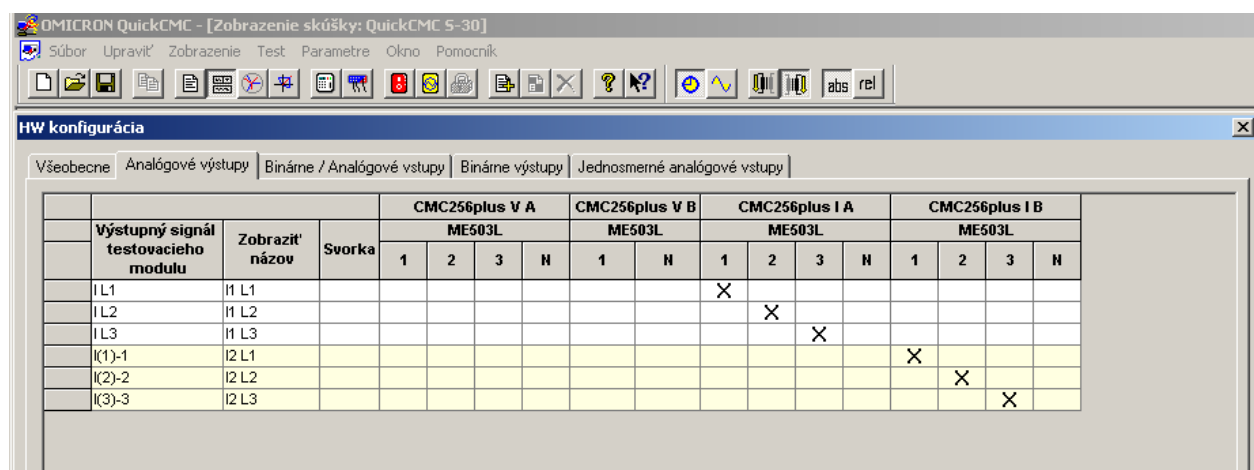 OMICRON QuickCMC - [Zobrazenie skúšky: QuickCMC S-30]
Súbor Upraviť Zobrazenie Test Parametre Okno Pomocník
abs rel
HW konfigurácia
Všeobecne Analógové výstupy Binárne / Analógové vstupy Binárne výstupy Jednosmerné analógové vstupy
CMC256plus V A CMC256plus V B CMC256plus I A CMC256plus I B
Výstupný signál testovacieho modulu Zobraziť názov Svorka ME503L ME503L ME503L ME503L
1 2 3 N 1 N 1 2 3 N 1 2 3 N
I L1 I1 L1 X
I L2 I1 L2 X
I L3 I1 L3 X
I(1)-1 I2 L1 X
I(2)-2 I2 L2 X
I(3)-3 I2 L3 X